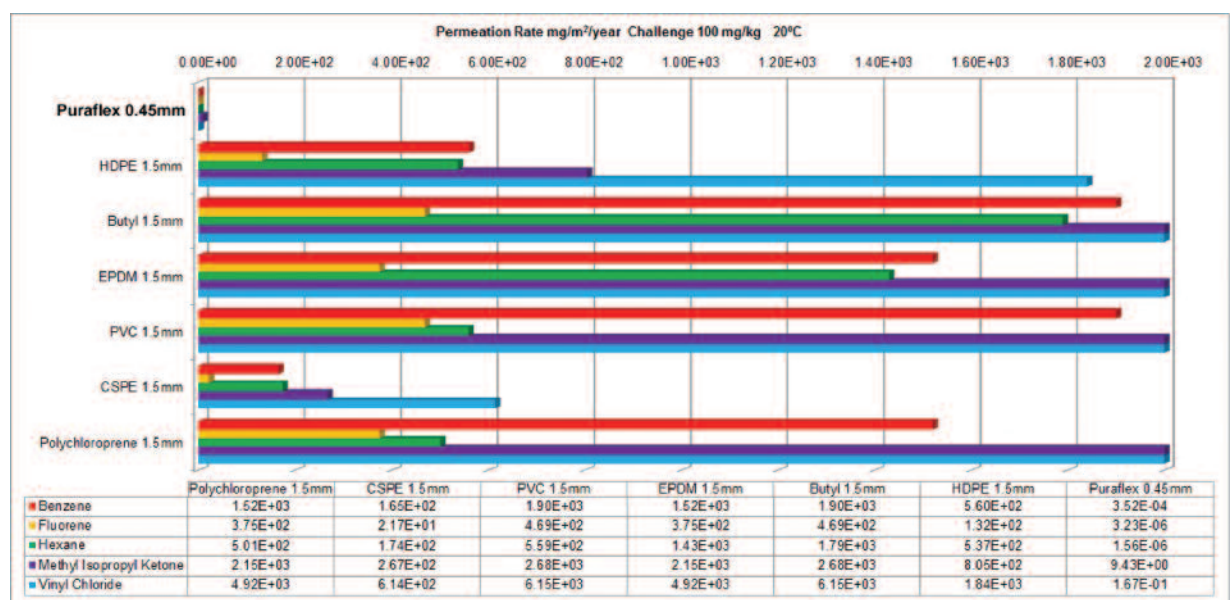 Permeation Rate mg/m²/year Challenge 100 mg/kg 20ºC
0.00E+00 2.00E+02 4.00E+02 6.00E+02 8.00E+02 1.00E+03 1.20E+03 1.40E+03 1.60E+03 1.80E+03 2.00E+03
Puraflex 0.45mm
HDPE 1.5mm
Butyl 1.5mm
EPDM 1.5mm
PVC 1.5mm
CSPE 1.5mm
Polychloroprene 1.5mm
Polychloroprene 1.5mm CSPE 1.5mm PVC 1.5mm EPDM 1.5mm Butyl 1.5mm HDPE 1.5mm Puraflex 0.45mm
Benzene 1.52E+03 1.65E+02 1.90E+03 1.52E+03 1.90E+03 5.60E+02 3.52E-04
Fluorene 3.75E+02 2.17E+01 4.69E+02 3.75E+02 4.69E+02 1.32E+02 3.23E-06
Hexane 5.01E+02 1.74E+02 5.59E+02 1.43E+03 1.79E+03 5.37E+02 1.56E-06
Methyl Isopropyl Ketone 2.15E+03 2.67E+02 2.68E+03 2.15E+03 2.68E+03 8.05E+02 9.43E+00
Vinyl Chloride 4.92E+03 6.14E+02 6.15E+03 4.92E+03 6.15E+03 1.84E+03 1.67E-01